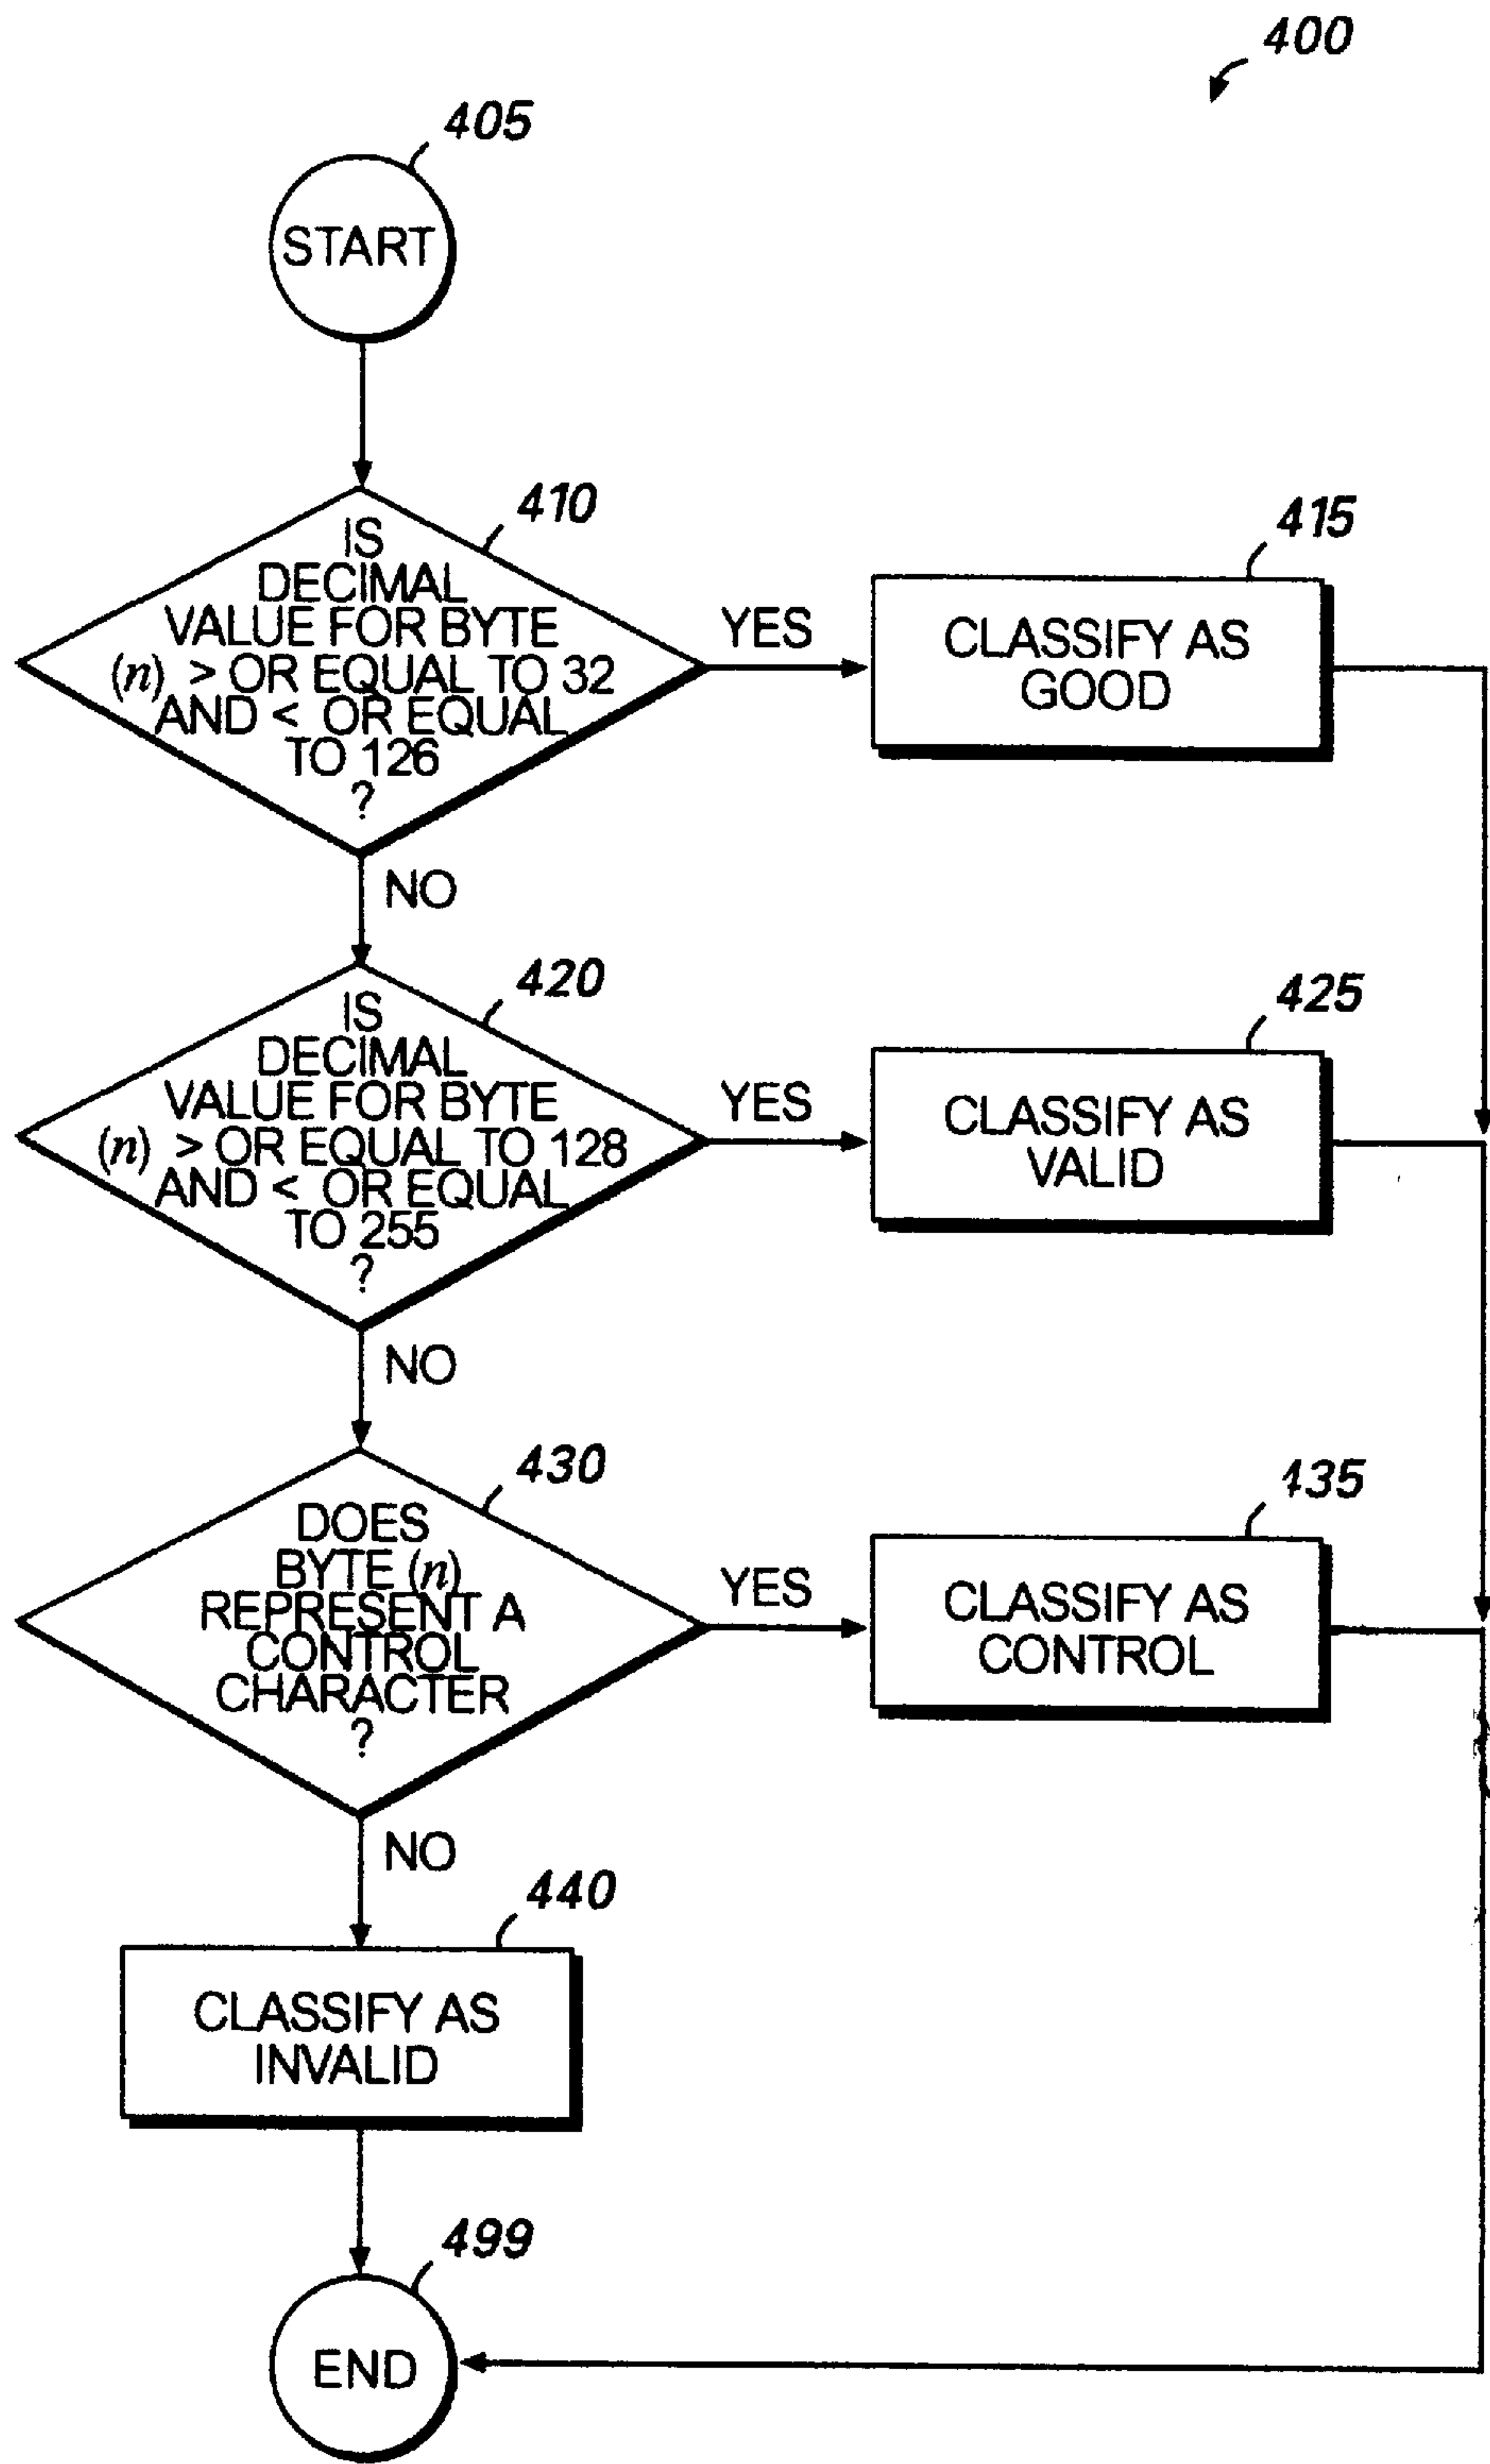 400
405
START
410
IS
DECIMAL
VALUE FOR BYTE
(n) > OR EQUAL TO 32
AND < OR EQUAL
TO 126
?
YES
415
CLASSIFY AS
GOOD
NO
420
IS
DECIMAL
VALUE FOR BYTE
(n) > OR EQUAL TO 128
AND < OR EQUAL
TO 255
?
YES
425
CLASSIFY AS
VALID
NO
430
DOES
BYTE (n)
REPRESENT A
CONTROL
CHARACTER
?
YES
435
CLASSIFY AS
CONTROL
NO
440
CLASSIFY AS
INVALID
499
END